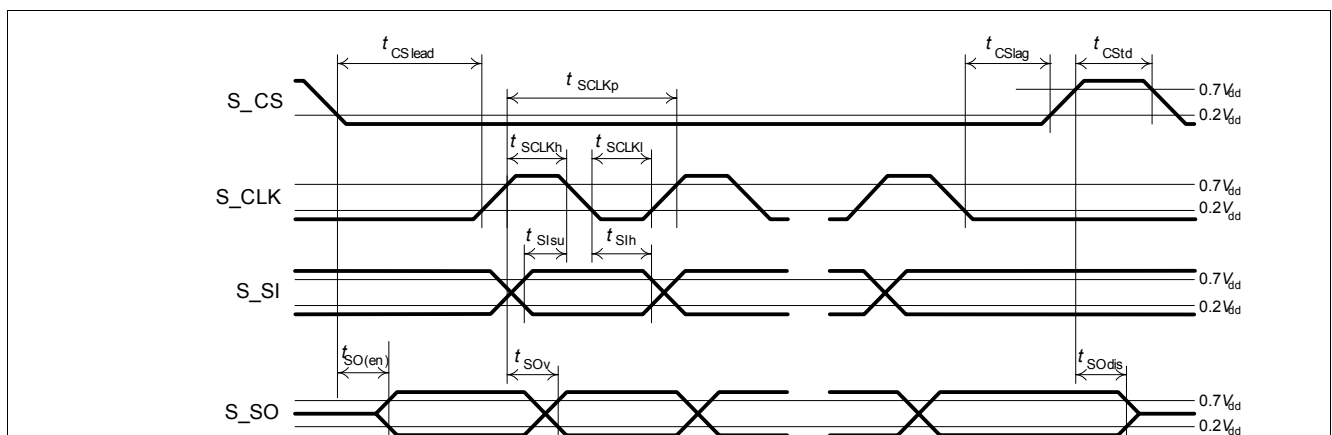 t CSlead
t CSlag
t CStd
t SCLKp
S_CS
0.7Vdd
0.2Vdd
t SCLKh
t SCLKl
S_CLK
0.7Vdd
0.2Vdd
t SIsu
t SIh
S_SI
0.7Vdd
0.2Vdd
t SO(en)
t SOv
t SOdis
S_SO
0.7Vdd
0.2Vdd